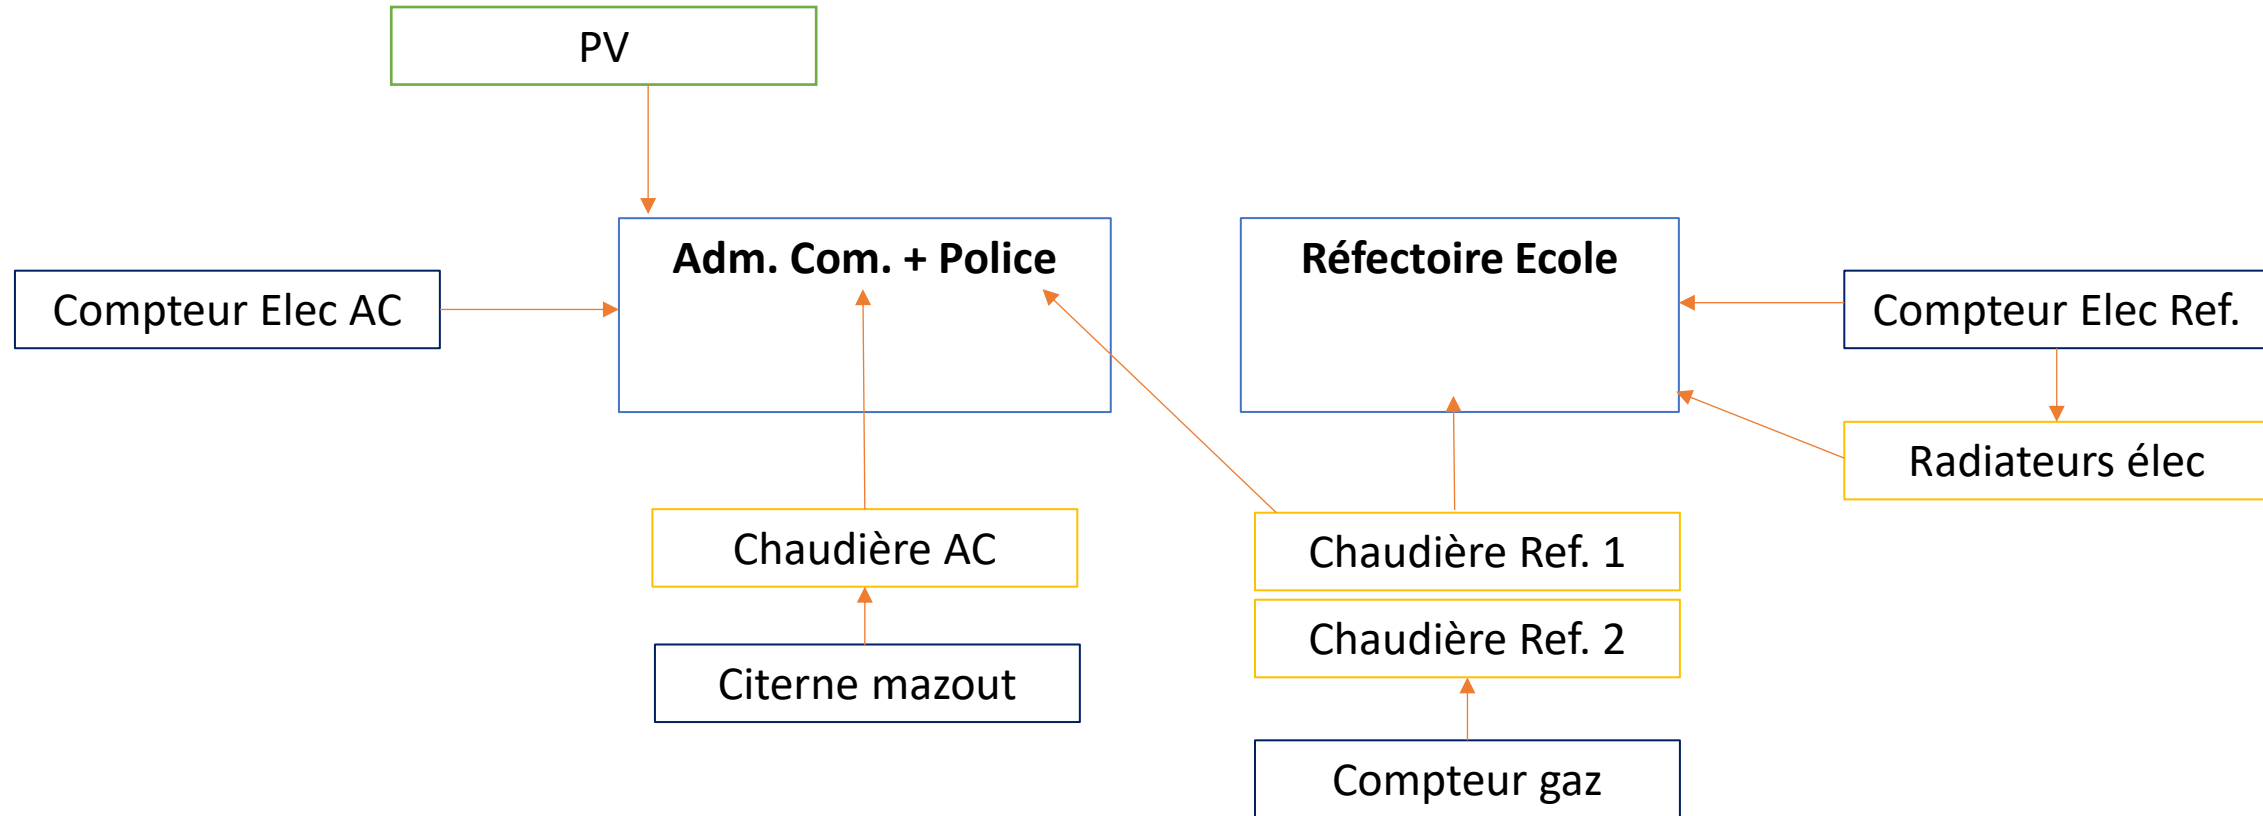 PV
Adm. Com. + Police
Réfectoire Ecole
Compteur Elec AC
Compteur Elec Ref.
Radiateurs élec
Chaudière AC
Chaudière Ref. 1
Chaudière Ref. 2
Citerne mazout
Compteur gaz